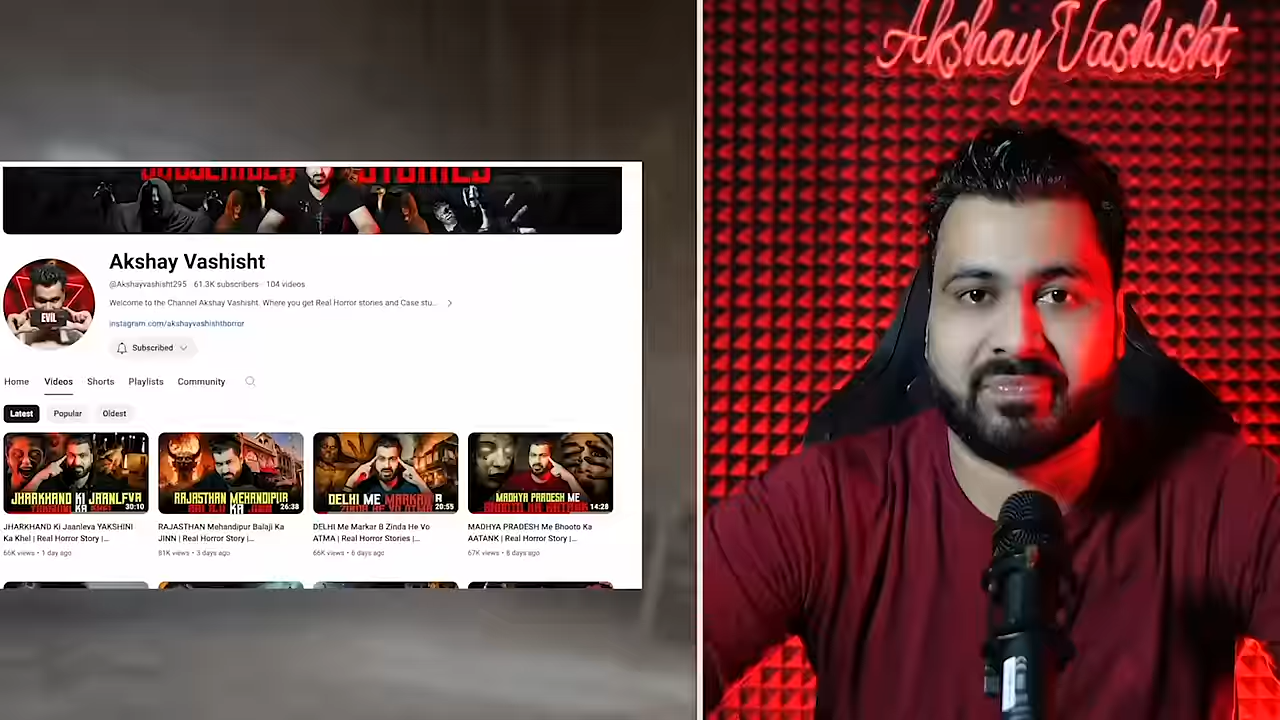 Akshay Vashisht
SUBSCRIBER STORIES
Akshay Vashisht
@Akshayvashisht295 61.3K subscribers 104 videos
Welcome to the Channel Akshay Vashisht. Where you get Real Horror stories and Case stu... >
instagram.com/akshayvashishthorror
Subscribed
Home Videos Shorts Playlists Community
Latest Popular Oldest
EVIL
JHARKHAND KI JAANLEVA
30:10
RAJASTHAN MEHANDIPUR
KA
26:38
DELHI ME MARKAR B
20:55
MADHYA PRADESH ME
14:28
JHARKHAND Ki Jaanleva YAKSHINI
Ka Khel | Real Horror Story |...
66K views • 1 day ago
RAJASTHAN Mehandipur Balaji Ka
JINN | Real Horror Story |...
81K views • 3 days ago
DELHI Me Markar B Zinda He Vo
ATMA | Real Horror Stories |...
66K views • 6 days ago
MADHYA PRADESH Me Bhooto Ka
AATANK | Real Horror Story |...
67K views • 8 days ago